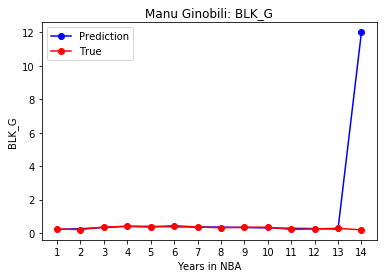 Manu Ginobili: BLK_G
Prediction
True
12
10
8
6
4
2
0
BLK_G
1 2 3 4 5 6 7 8 9 10 11 12 13 14
Years in NBA